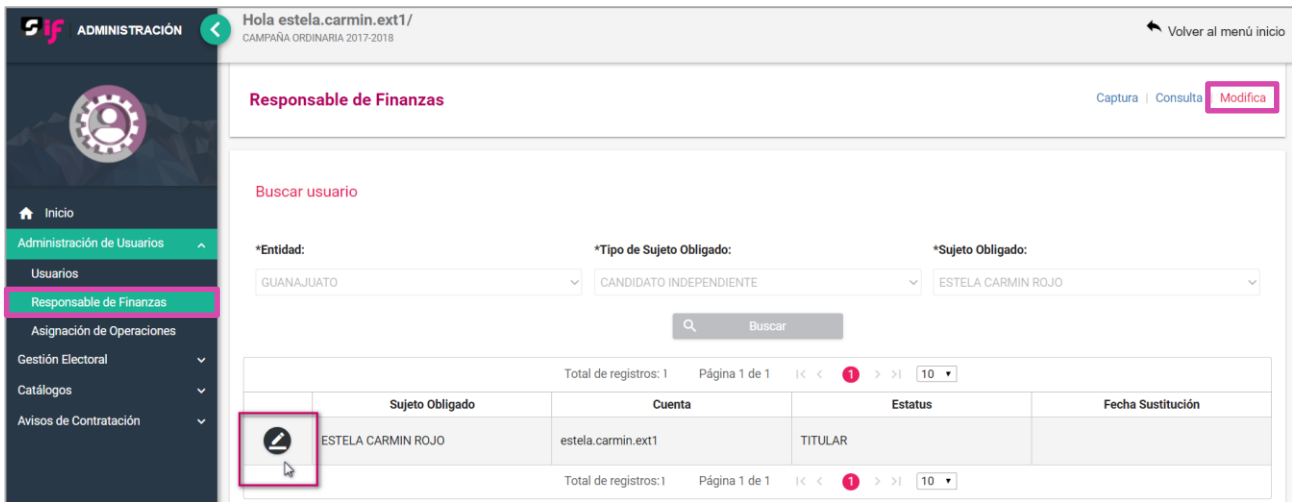 Sif ADMINISTRACIÓN
Hola estela.carmin.ext1/
CAMPAÑA ORDINARIA 2017-2018
Volver al menú inicio
Responsable de Finanzas
Captura | Consulta | Modifica
Inicio
Administración de Usuarios
Usuarios
Responsable de Finanzas
Asignación de Operaciones
Gestión Electoral
Catálogos
Avisos de Contratación
Buscar usuario
*Entidad: *Tipo de Sujeto Obligado: *Sujeto Obligado:
GUANAJUATO CANDIDATO INDEPENDIENTE ESTELA CARMIN ROJO
Buscar
Total de registros: 1 Página 1 de 1 1 10
Sujeto Obligado Cuenta Estatus Fecha Sustitución
ESTELA CARMIN ROJO estela.carmin.ext1 TITULAR
Total de registros:1 Página 1 de 1 1 10